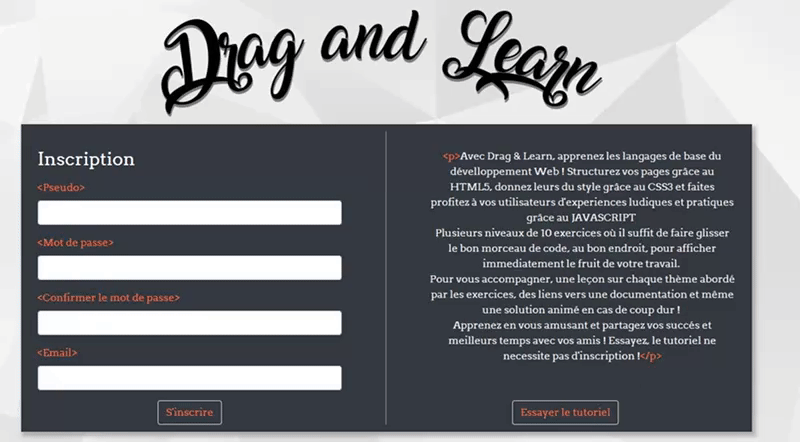 Drag and Learn
Inscription
<Pseudo>
<Mot de passe>
<Confirmer le mot de passe>
<Email>
S'inscrire
<p>Avec Drag & Learn, apprenez les langages de base du
dévelloppement Web ! Structurez vos pages grâce au
HTML5, donnez leurs du style grâce au CSS3 et faites
profitez à vos utilisateurs d'experiences ludiques et pratiques
grâce au JAVASCRIPT
Plusieurs niveaux de 10 exercices où il suffit de faire glisser
le bon morceau de code, au bon endroit, pour afficher
immediatement le fruit de votre travail.
Pour vous accompagner, une leçon sur chaque thème abordé
par les exercices, des liens vers une documentation et même
une solution animé en cas de coup dur !
Apprenez en vous amusant et partagez vos succès et
meilleurs temps avec vos amis ! Essayez, le tutoriel ne
necessite pas d'inscription !</p>
Essayer le tutoriel